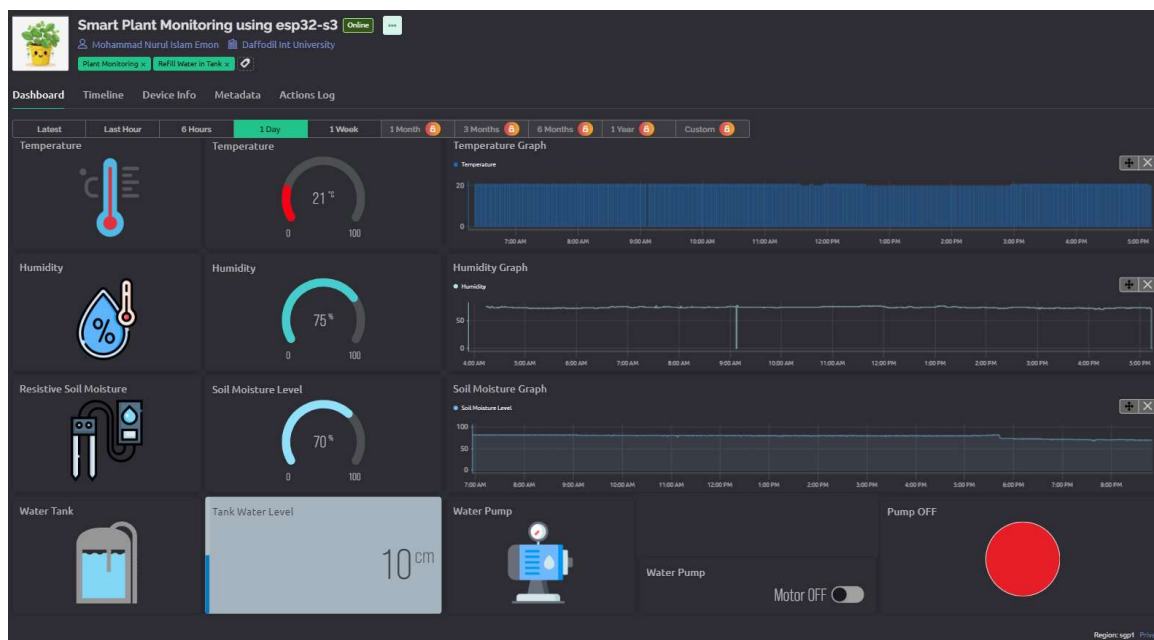 Smart Plant Monitoring using esp32-s3 Online ...
Mohammad Nurul Islam Emon Daffodil Int University
Plant Monitoring × Refill Water in Tank ×
Dashboard Timeline Device Info Metadata Actions Log
Latest Last Hour 6 Hours 1 Day 1 Week 1 Month 3 Months 6 Months 1 Year Custom
Temperature Temperature Temperature Graph
Temperature
°C
21 °C
0 100
20
0
7:00 AM 8:00 AM 9:00 AM 10:00 AM 11:00 AM 12:00 PM 1:00 PM 2:00 PM 3:00 PM 4:00 PM 5:00 PM
Humidity Humidity Humidity Graph
Humidity
%
75 %
0 100
50
0
4:00 AM 5:00 AM 6:00 AM 7:00 AM 8:00 AM 9:00 AM 10:00 AM 11:00 AM 12:00 PM 1:00 PM 2:00 PM 3:00 PM 4:00 PM 5:00 PM
Resistive Soil Moisture Soil Moisture Level Soil Moisture Graph
Soil Moisture Level
70 %
0 100
100
50
0
7:00 AM 8:00 AM 9:00 AM 10:00 AM 11:00 AM 12:00 PM 1:00 PM 2:00 PM 3:00 PM 4:00 PM 5:00 PM 6:00 PM 7:00 PM 8:00 PM
Water Tank Tank Water Level Water Pump Pump OFF
10 cm
Water Pump
Motor OFF
Region: sgp1